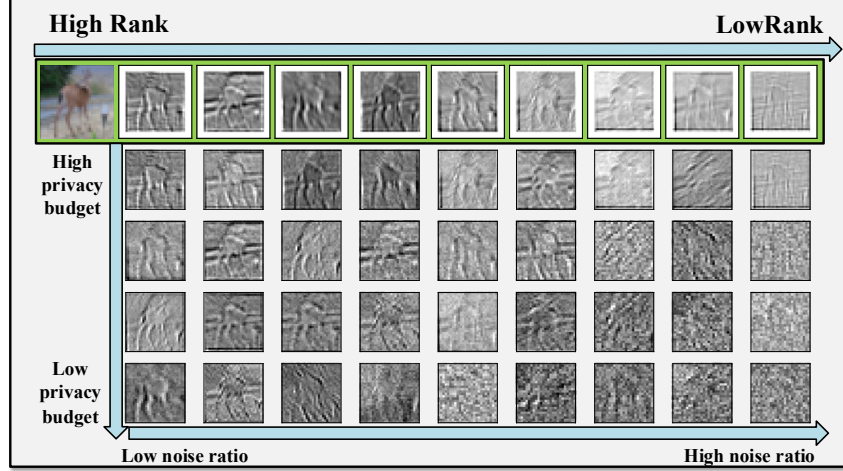 High Rank
LowRank
High
privacy
budget
Low
privacy
budget
Low noise ratio
High noise ratio